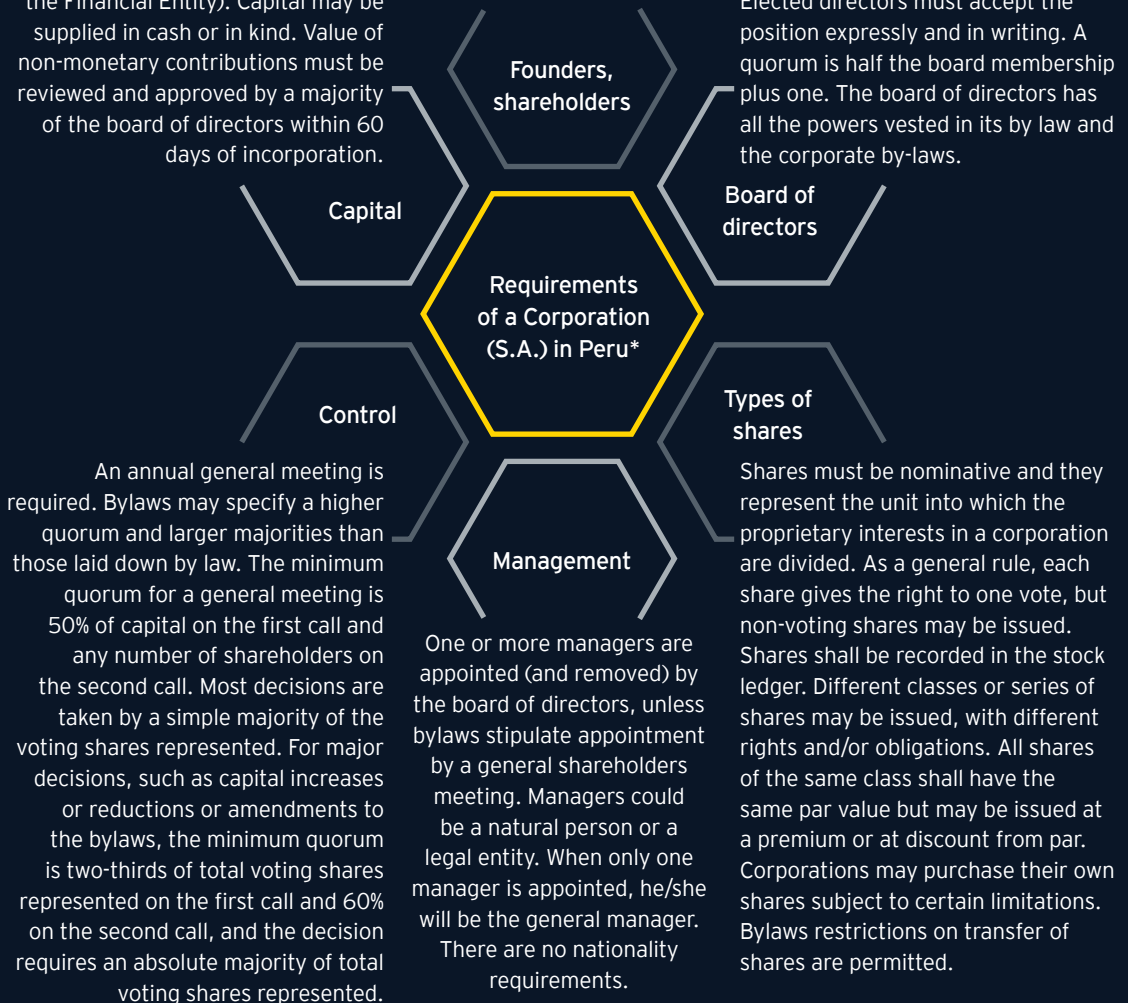 the Financial Entity). Capital may be
supplied in cash or in kind. Value of
non-monetary contributions must be
reviewed and approved by a majority
of the board of directors within 60
days of incorporation.
Capital
Founders,
shareholders
Elected directors must accept the
position expressly and in writing. A
quorum is half the board membership
plus one. The board of directors has
all the powers vested in its by law and
the corporate by-laws.
Board of
directors
Requirements
of a Corporation
(S.A.) in Peru*
Control
An annual general meeting is
required. Bylaws may specify a higher
quorum and larger majorities than
those laid down by law. The minimum
quorum for a general meeting is
50% of capital on the first call and
any number of shareholders on
the second call. Most decisions are
taken by a simple majority of the
voting shares represented. For major
decisions, such as capital increases
or reductions or amendments to
the bylaws, the minimum quorum
is two-thirds of total voting shares
represented on the first call and 60%
on the second call, and the decision
requires an absolute majority of total
voting shares represented.
Management
One or more managers are
appointed (and removed) by
the board of directors, unless
bylaws stipulate appointment
by a general shareholders
meeting. Managers could
be a natural person or a
legal entity. When only one
manager is appointed, he/she
will be the general manager.
There are no nationality
requirements.
Types of
shares
Shares must be nominative and they
represent the unit into which the
proprietary interests in a corporation
are divided. As a general rule, each
share gives the right to one vote, but
non-voting shares may be issued.
Shares shall be recorded in the stock
ledger. Different classes or series of
shares may be issued, with different
rights and/or obligations. All shares
of the same class shall have the
same par value but may be issued at
a premium or at discount from par.
Corporations may purchase their own
shares subject to certain limitations.
Bylaws restrictions on transfer of
shares are permitted.